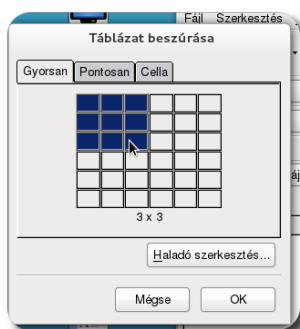 Fájl Szerkesztés
Táblázat beszúrása
Gyorsan Pontosan Cella
3 x 3
Haladó szerkesztés...
Mégse OK